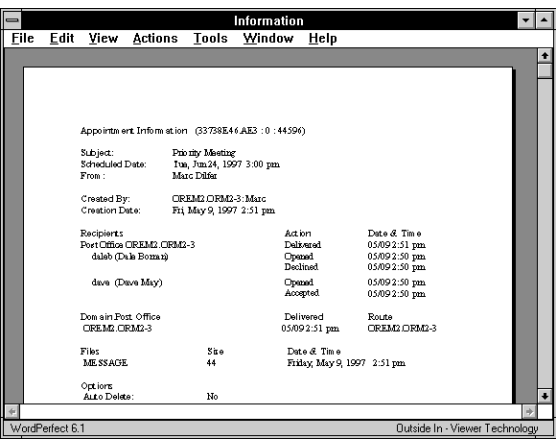 Information
File Edit View Actions Tools Window Help
Appointment Information (33738E46.AE3 : 0 : 44596)
Subject: Priority Meeting
Scheduled Date: Tue, Jun 24, 1997 3:00 pm
From: Marc Dilfer
Created By: OREM2.ORM2-3:Marc
Creation Date: Fri, May 9, 1997 2:51 pm
Recipients Action Date & Time
Post Office OREM2.ORM2-3 Delivered 05/09 2:51 pm
daleb (Dale Boman) Opened 05/09 2:50 pm
Declined 05/09 2:50 pm
dave (Dave May) Opened 05/09 2:50 pm
Accepted 05/09 2:50 pm
Domain.Post Office Delivered Route
OREM2.ORM2-3 05/09 2:51 pm OREM2.ORM2-3
Files Size Date & Time
MESSAGE 44 Friday, May 9, 1997 2:51 pm
Options
Auto Delete: No
WordPerfect 6.1 Outside In - Viewer Technology